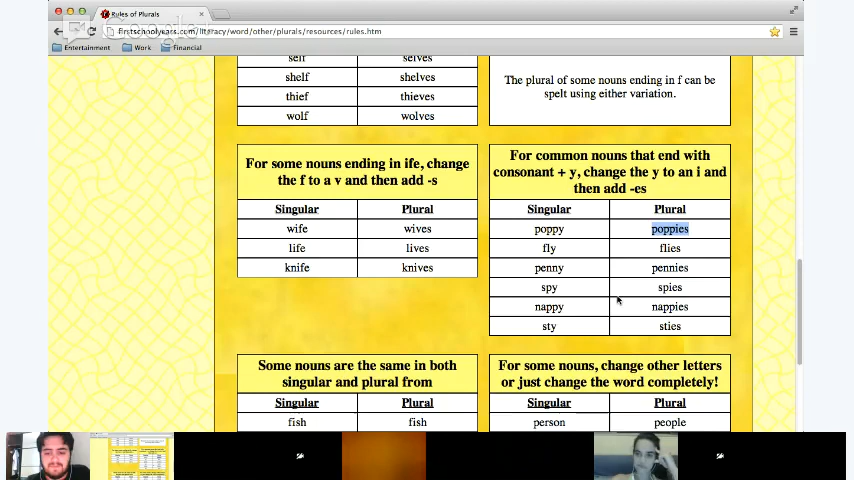 Rules of Plurals
firstschoolyears.com/literacy/word/other/plurals/resources/rules.htm
Entertainment Work Financial
self selves
shelf shelves
thief thieves
wolf wolves
The plural of some nouns ending in f can be
spelt using either variation.
For some nouns ending in ife, change
the f to a v and then add -s
Singular Plural
wife wives
life lives
knife knives
For common nouns that end with
consonant + y, change the y to an i and
then add -es
Singular Plural
poppy poppies
fly flies
penny pennies
spy spies
nappy nappies
sty sties
Some nouns are the same in both
singular and plural from
Singular Plural
fish fish
For some nouns, change other letters
or just change the word completely!
Singular Plural
person people